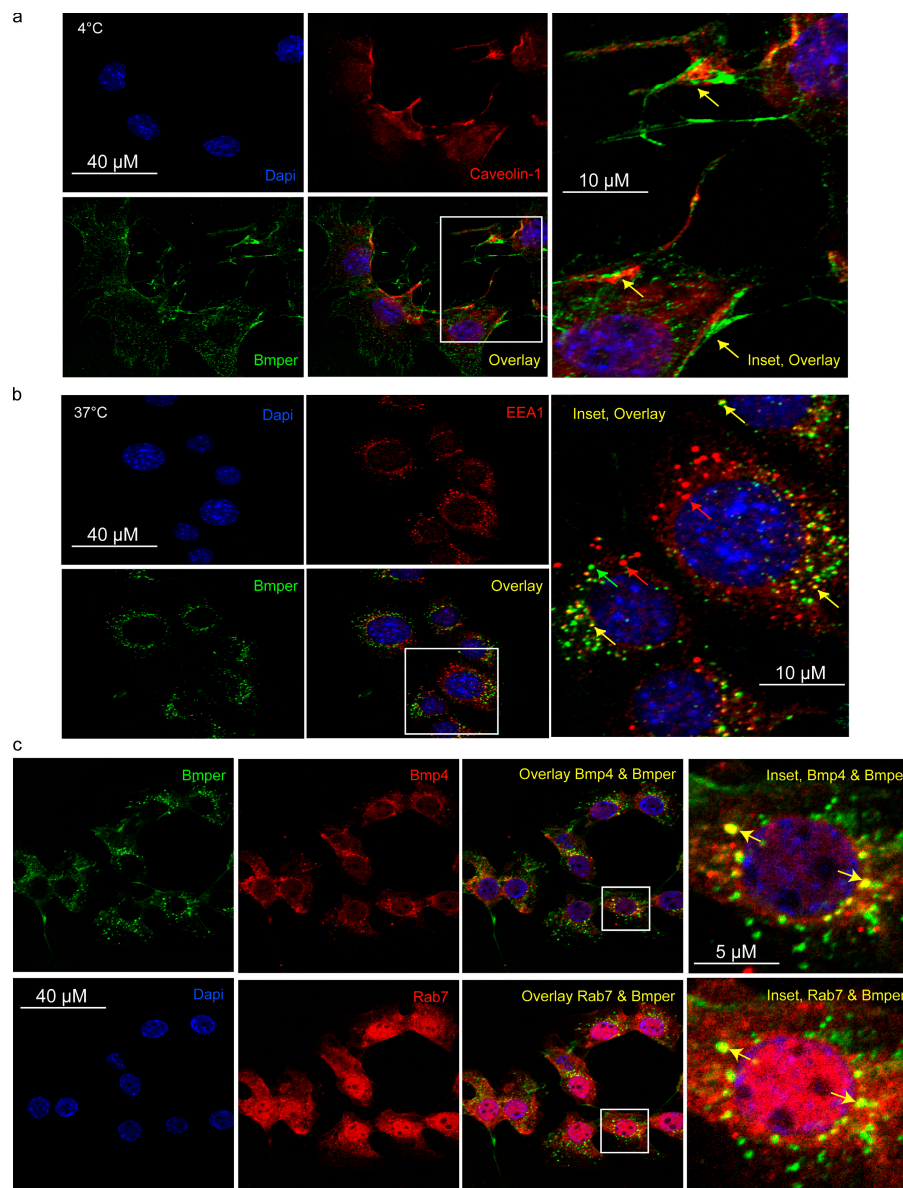 a
4°C
40 µM
Dapi
Caveolin-1
Bmper
Overlay
10 µM
Inset, Overlay
b
37°C
Dapi
40 µM
EEA1
Bmper
Overlay
Inset, Overlay
10 µM
c
Bmper
Bmp4
Overlay Bmp4 & Bmper
Inset, Bmp4 & Bmper
5 µM
40 µM
Dapi
Rab7
Overlay Rab7 & Bmper
Inset, Rab7 & Bmper